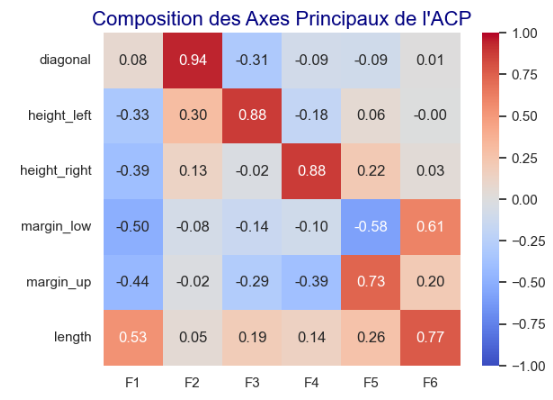 Composition des Axes Principaux de l'ACP
diagonal 0.08 0.94 -0.31 -0.09 -0.09 0.01
height_left -0.33 0.30 0.88 -0.18 0.06 -0.00
height_right -0.39 0.13 -0.02 0.88 0.22 0.03
margin_low -0.50 -0.08 -0.14 -0.10 -0.58 0.61
margin_up -0.44 -0.02 -0.29 -0.39 0.73 0.20
length 0.53 0.05 0.19 0.14 0.26 0.77
F1 F2 F3 F4 F5 F6
1.00
0.75
0.50
0.25
0.00
−0.25
−0.50
−0.75
−1.00